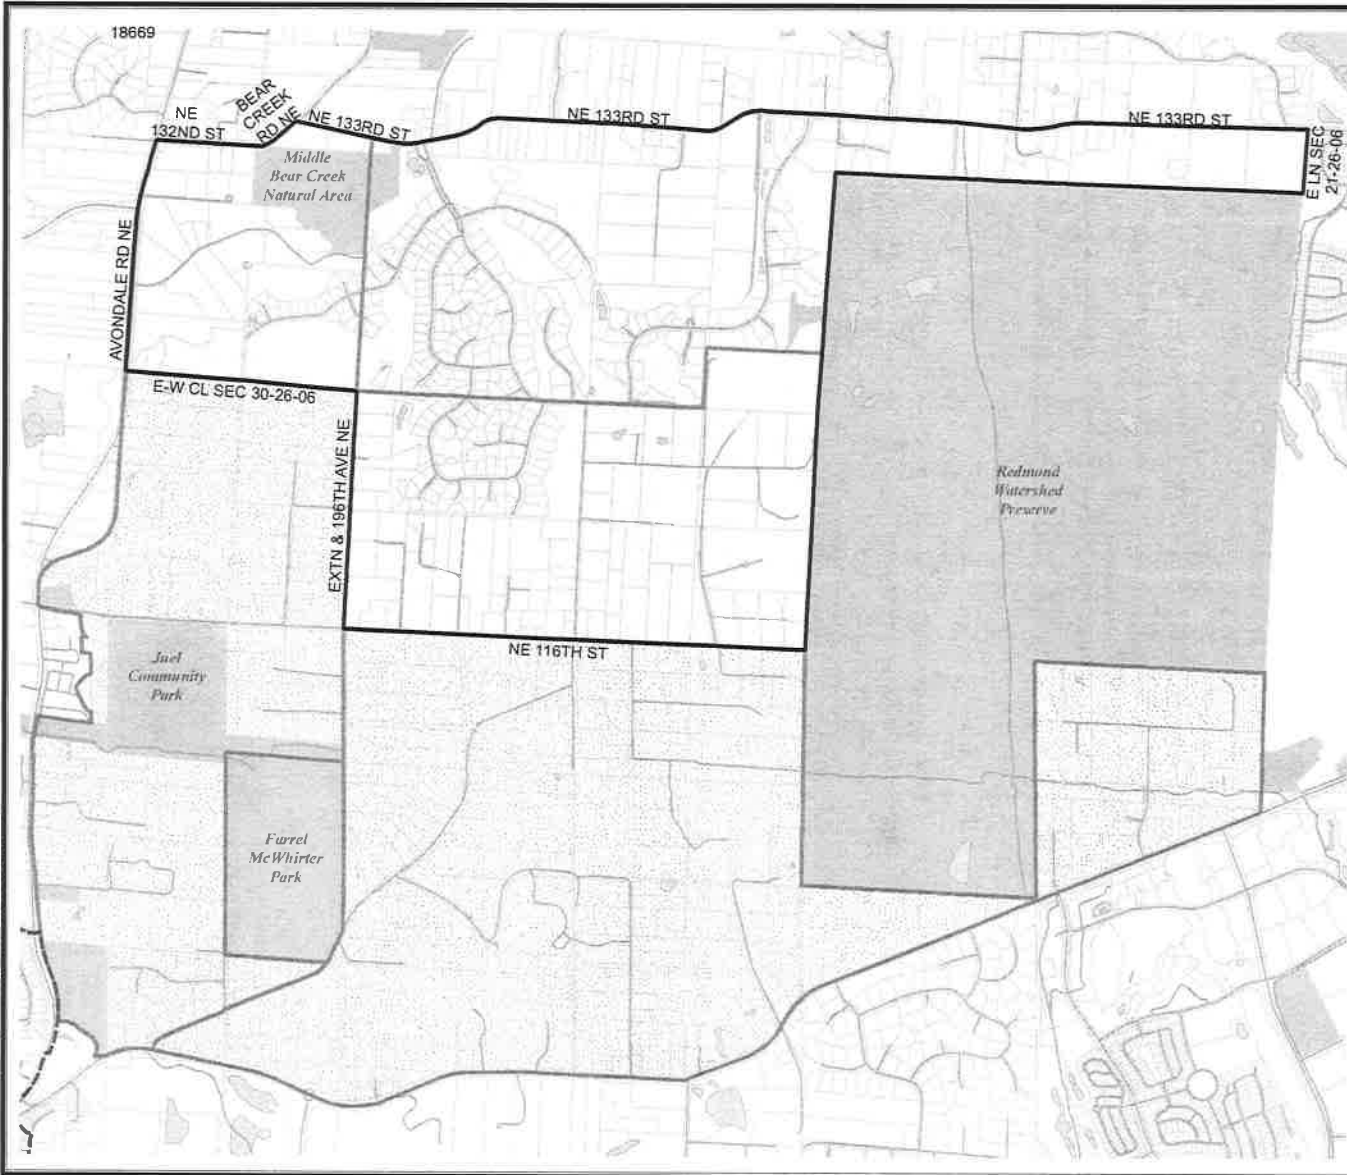 18669
NE
132ND ST
BEAR
CREEK
RD NE
NE 133RD ST
NE 133RD ST
NE 133RD ST
E LN SEC
21-26-06
Middle
Bear Creek
Natural Area
AVONDALE RD NE
E-W CL SEC 30-26-06
EXTN & 196TH AVE NE
Redmond
Watershed
Preserve
NE 116TH ST
Juel
Community
Park
Farrel
McWhirter
Park